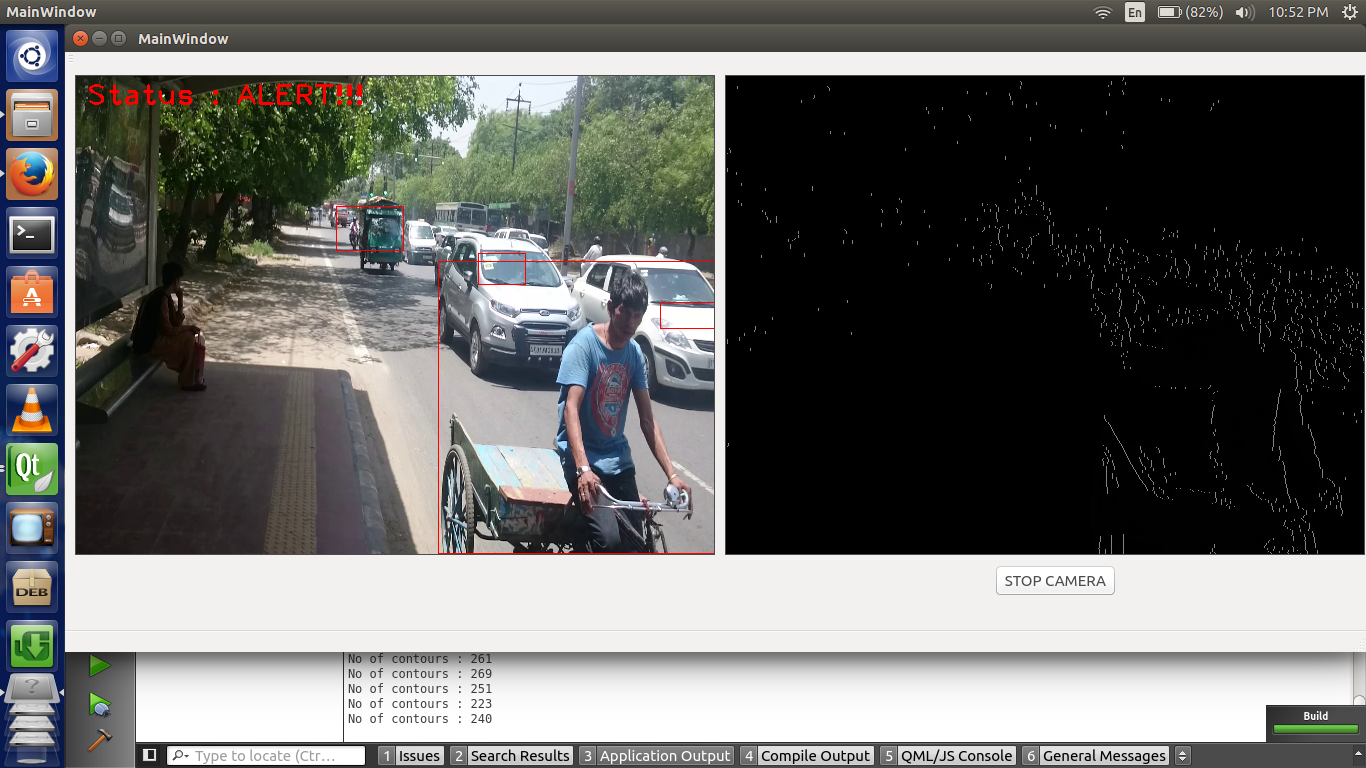 MainWindow
En
(82%)
10:52 PM
MainWindow
Status : ALERT!!!
STOP CAMERA
No of contours : 261
No of contours : 269
No of contours : 251
No of contours : 223
No of contours : 240
Qt
DEB
Build
Type to locate (Ctr...
1 Issues
2 Search Results
3 Application Output
4 Compile Output
5 QML/JS Console
6 General Messages